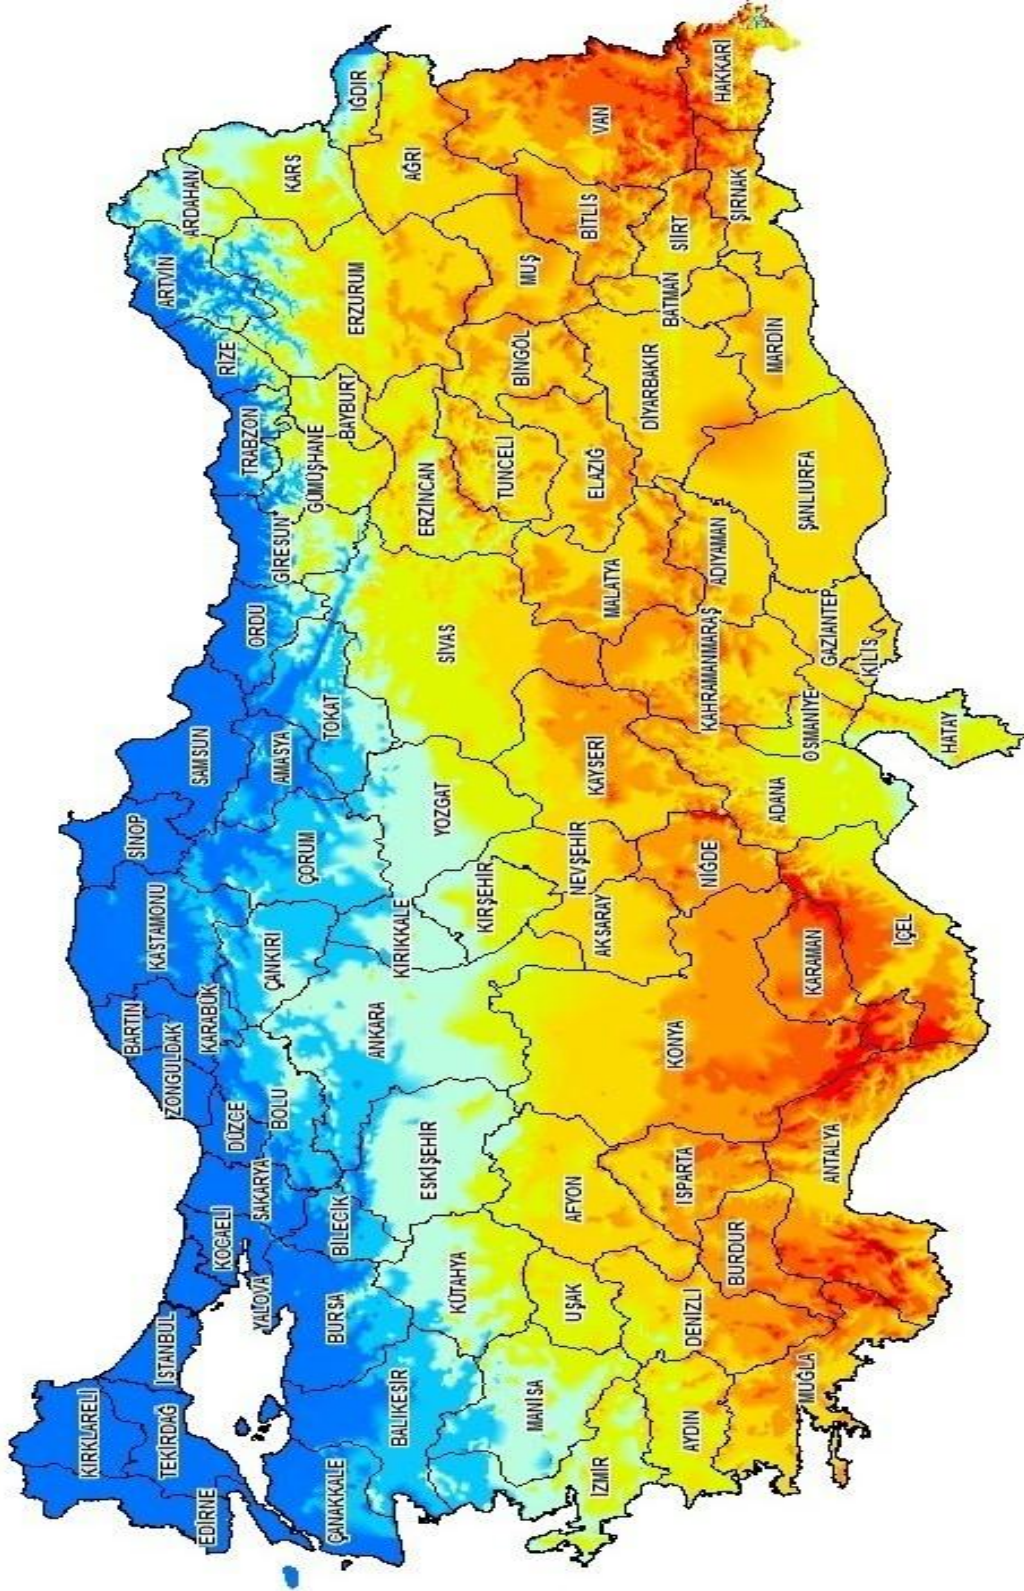 KIRKLARELİ
TEKİRDAĞ
EDİRNE
İSTANBUL
KOCAELİ
YALOVA
SAKARYA
DÜZCE
ZONGULDAK
BARTIN
KARABÜK
KASTAMONU
SİNOP
SAMSUN
ORDU
GİRESUN
TRABZON
RİZE
ARTVİN
ARDAHAN
ÇANAKKALE
BALIKESİR
BURSA
BİLECİK
BOLU
ÇANKIRI
ÇORUM
AMASYA
TOKAT
GÜMÜŞHANE
BAYBURT
ERZURUM
KARS
IĞDIR
KÜTAHYA
ESKİŞEHİR
ANKARA
KIRIKKALE
YOZGAT
SİVAS
ERZİNCAN
AĞRI
MANİSA
İZMİR
UŞAK
AFYON
KIRŞEHİR
NEVŞEHİR
AKSARAY
KAYSERİ
MALATYA
TUNCELİ
ELAZIĞ
BİNGÖL
MUŞ
BİTLİS
VAN
AYDIN
DENİZLİ
ISPARTA
KONYA
NİĞDE
KAHRAMANMARAŞ
ADIYAMAN
DİYARBAKIR
BATMAN
SİİRT
ŞIRNAK
HAKKARİ
MUĞLA
BURDUR
ANTALYA
KARAMAN
İÇEL
ADANA
OSMANİYE
GAZİANTEP
KİLİS
ŞANLIURFA
MARDİN
HATAY